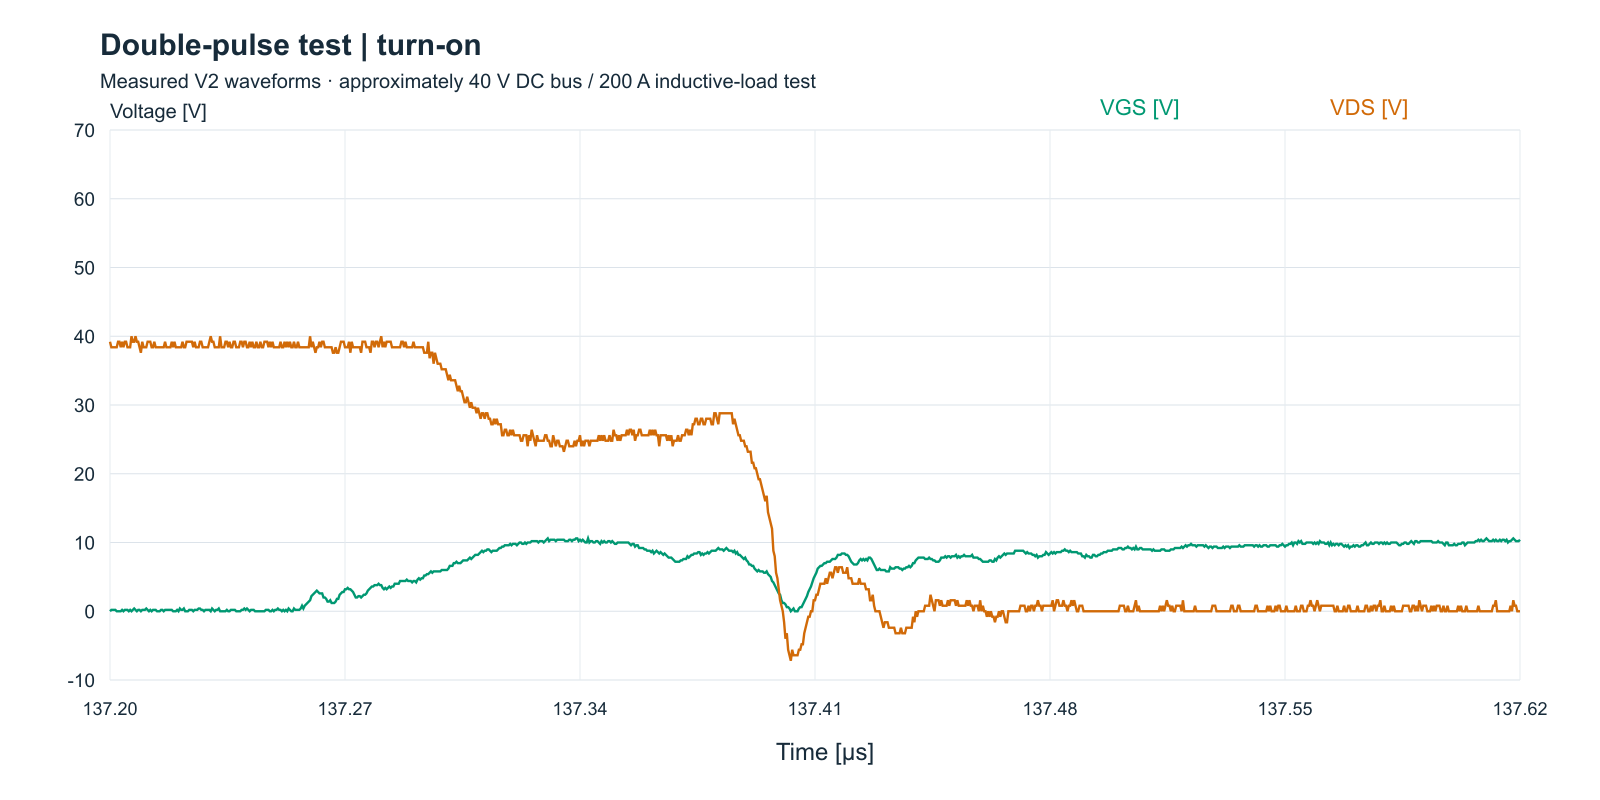 Double-pulse test | turn-on
Measured V2 waveforms · approximately 40 V DC bus / 200 A inductive-load test
Voltage [V]
VGS [V]
VDS [V]
70
60
50
40
30
20
10
0
-10
137.20
137.27
137.34
137.41
137.48
137.55
137.62
Time [µs]